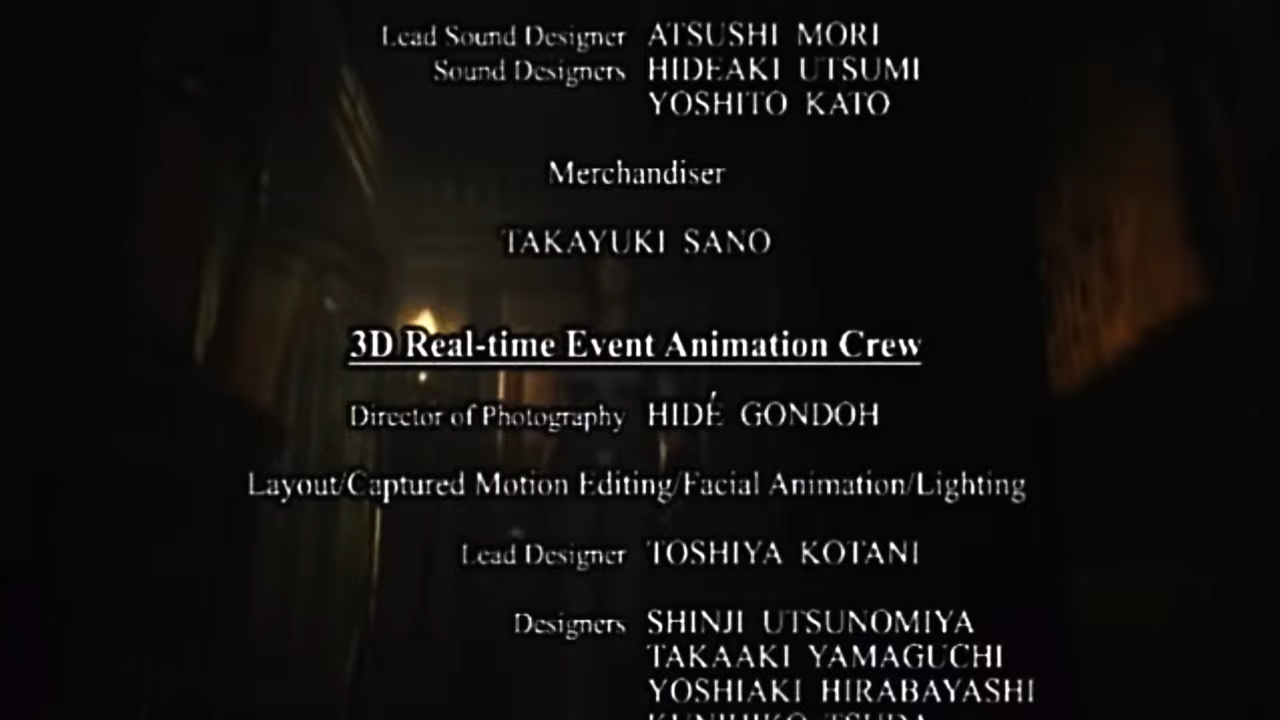 Lead Sound Designer ATSUSHI MORI
Sound Designers HIDEAKI UTSUMI
YOSHITO KATO
Merchandiser
TAKAYUKI SANO
3D Real-time Event Animation Crew
Director of Photography HIDÉ GONDOH
Layout/Captured Motion Editing/Facial Animation/Lighting
Lead Designer TOSHIYA KOTANI
Designers SHINJI UTSUNOMIYA
TAKAAKI YAMAGUCHI
YOSHIAKI HIRABAYASHI
KUNIHIKO TSUDA